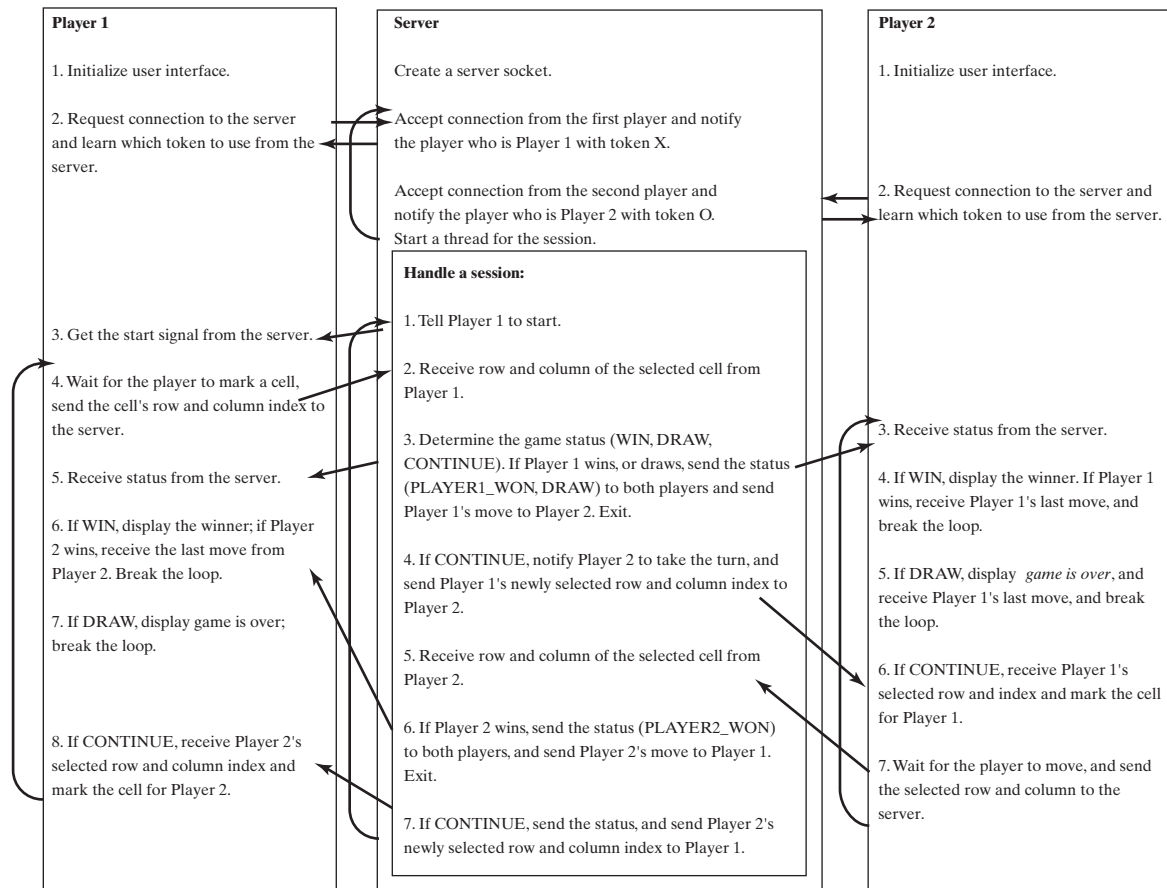 Player 1
1. Initialize user interface.
2. Request connection to the server
and learn which token to use from the
server.
3. Get the start signal from the server.
4. Wait for the player to mark a cell,
send the cell's row and column index to
the server.
5. Receive status from the server.
6. If WIN, display the winner; if Player
2 wins, receive the last move from
Player 2. Break the loop.
7. If DRAW, display game is over;
break the loop.
8. If CONTINUE, receive Player 2's
selected row and column index and
mark the cell for Player 2.
Server
Create a server socket.
Accept connection from the first player and notify
the player who is Player 1 with token X.
Accept connection from the second player and
notify the player who is Player 2 with token O.
Start a thread for the session.
Handle a session:
1. Tell Player 1 to start.
2. Receive row and column of the selected cell from
Player 1.
3. Determine the game status (WIN, DRAW,
CONTINUE). If Player 1 wins, or draws, send the status
(PLAYER1_WON, DRAW) to both players and send
Player 1's move to Player 2. Exit.
4. If CONTINUE, notify Player 2 to take the turn, and
send Player 1's newly selected row and column index to
Player 2.
5. Receive row and column of the selected cell from
Player 2.
6. If Player 2 wins, send the status (PLAYER2_WON)
to both players, and send Player 2's move to Player 1.
Exit.
7. If CONTINUE, send the status, and send Player 2's
newly selected row and column index to Player 1.
Player 2
1. Initialize user interface.
2. Request connection to the server and
learn which token to use from the server.
3. Receive status from the server.
4. If WIN, display the winner. If Player 1
wins, receive Player 1's last move, and
break the loop.
5. If DRAW, display game is over, and
receive Player 1's last move, and break
the loop.
6. If CONTINUE, receive Player 1's
selected row and index and mark the cell
for Player 1.
7. Wait for the player to move, and send
the selected row and column to the
server.